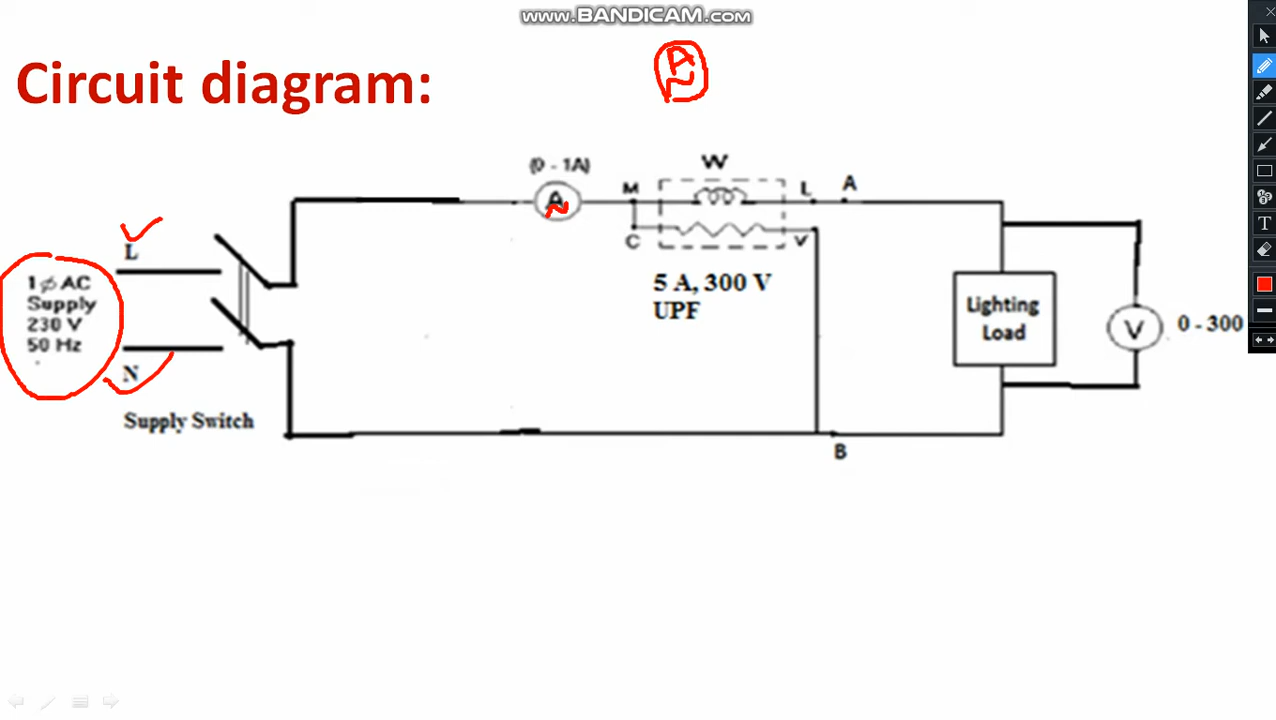 www.BANDICAM.com
Circuit diagram:
A
(0 - 1A)
W
A
M
L
A
C
V
L
1ϕ AC
Supply
230 V
50 Hz
N
5 A, 300 V
UPF
Lighting
Load
V
0 - 300
Supply Switch
B
T